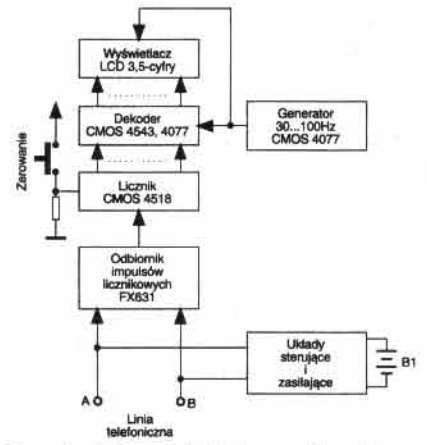 Wyświetlacz
LCD 3,5-cyfry
Dekoder
CMOS 4543, 4077
Generator
30...100Hz
CMOS 4077
Zerowanie
Licznik
CMOS 4518
Odbiornik
impulsów
licznikowych
FX631
Układy
sterujące
i
zasilające
B1
A
B
Linia
telefoniczna